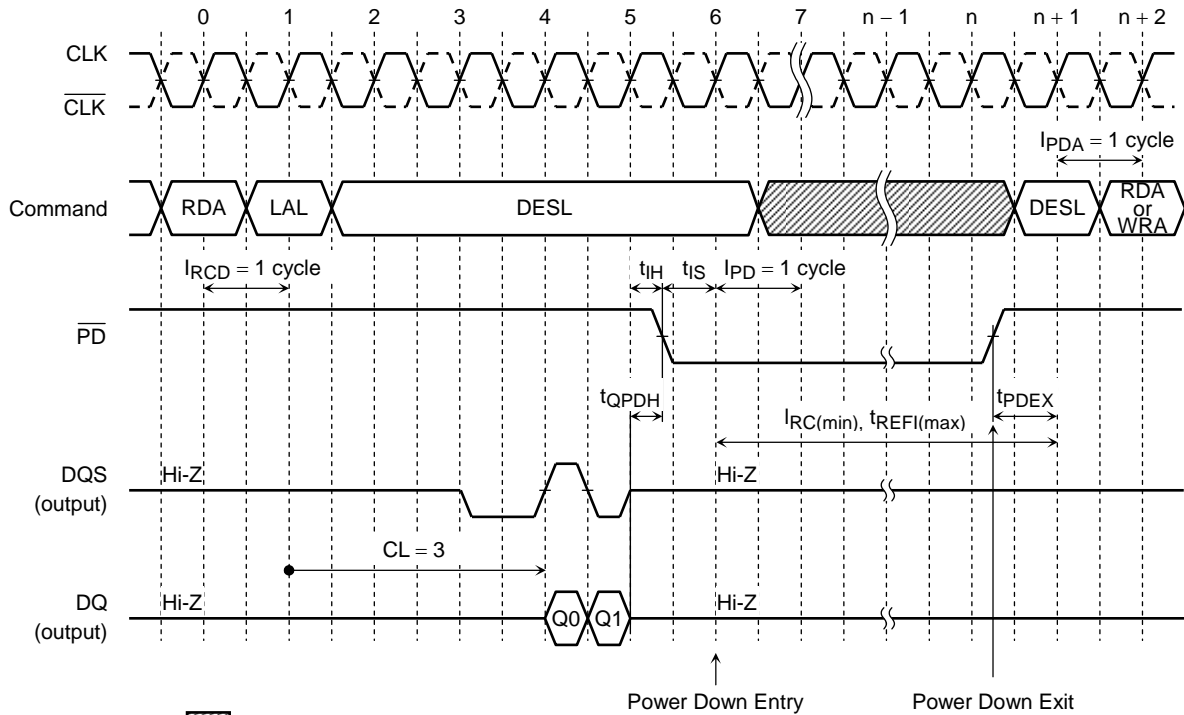 0 1 2 3 4 5 6 7 n − 1 n n + 1 n + 2
CLK
CLK
IPDA = 1 cycle
Command RDA LAL DESL DESL RDA or WRA
IRCD = 1 cycle tIH tIS IPD = 1 cycle
PD
tQPDH IRC(min), tREFI(max) tPDEX
DQS (output) Hi-Z Hi-Z
CL = 3
DQ (output) Hi-Z Q0 Q1 Hi-Z
Power Down Entry Power Down Exit